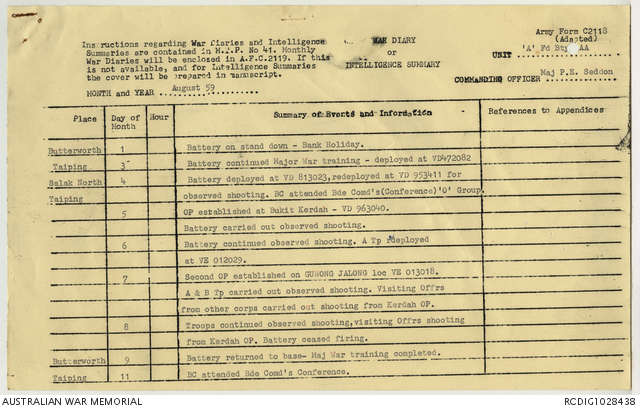 Instructions regarding War Diaries and Intelligence
Summaries are contained in M.A.P. No 41. Monthly
War Diaries will be enclosed in A.F.C.2119. If this
is not available, and for Intelligence Summaries
the cover will be prepared in manuscript.
MONTH and YEAR August 59
WAR DIARY
or
INTELLIGENCE SUMMARY
Army Form C2118
(Adapted)
UNIT 'A' Fd Bty AA
COMMANDING OFFICER Maj P.E. Seddon
Place Day of Month Hour Summary of Events and Information References to Appendices
Butterworth 1 Battery on stand down - Bank Holiday.
Taiping 3 Battery continued Major War training - deployed at VD472082
Salak North 4 Battery deployed at VD 813023, redeployed at VD 953411 for
Taiping observed shooting. BC attended Bde Comd's(Conference)'O' Group.
5 OP established at Bukit Kerdah - VD 963040.
Battery carried out observed shooting.
6 Battery continued observed shooting. A Tp redeployed
at VE 012029.
7 Second OP established on GUNONG JALONG loc VE 013018.
A & B Tp carried out observed shooting. Visiting Offrs
from other corps carried out shooting from Kerdah OP.
8 Troops continued observed shooting, visiting Offrs shooting
from Kerdah OP. Battery ceased firing.
Butterworth 9 Battery returned to base- Maj War training completed.
Taiping 11 BC attended Bde Comd's Conference.
AUSTRALIAN WAR MEMORIAL
RCDIG1028438